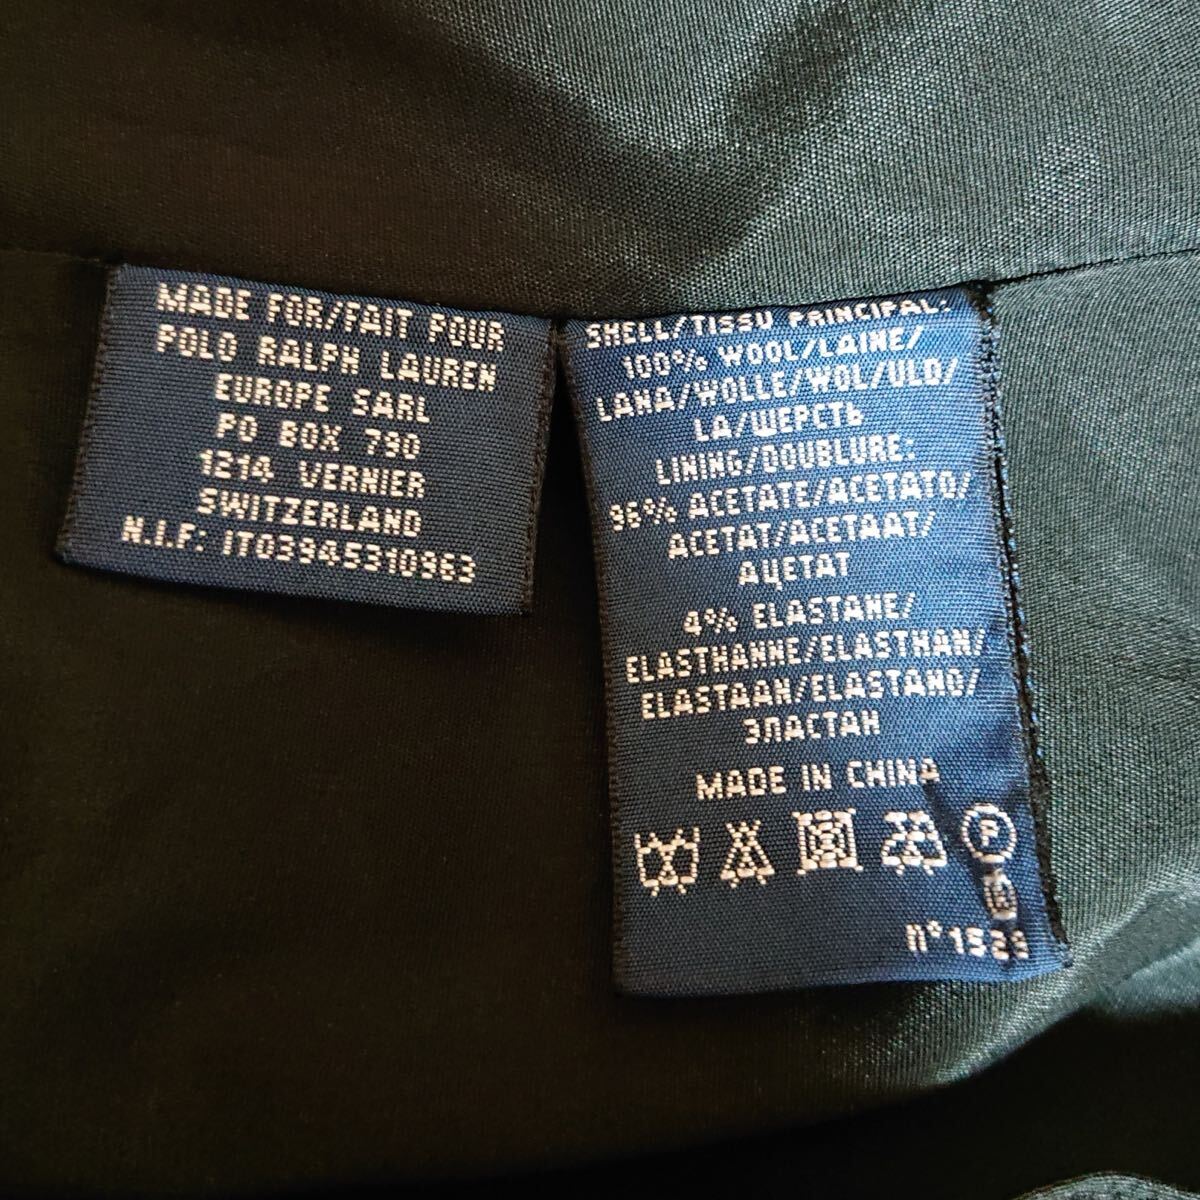 MADE FOR/FAIT POUR
POLO RALPH LAUREN
EUROPE SARL
PO BOX 790
1214 VERNIER
SWITZERLAND
N.I.F: IT03945310963
SHELL/TISSU PRINCIPAL:
100% WOOL/LAINE/
LANA/WOLLE/WOL/ULD/
LA/ШЕРСТЬ
LINING/DOUBLURE:
96% ACETATE/ACETATO/
ACETAT/ACETAAT/
АЦЕТАТ
4% ELASTANE/
ELASTHANNE/ELASTHAN/
ELASTAAN/ELASTANO/
ЭЛАСТАН
MADE IN CHINA
P